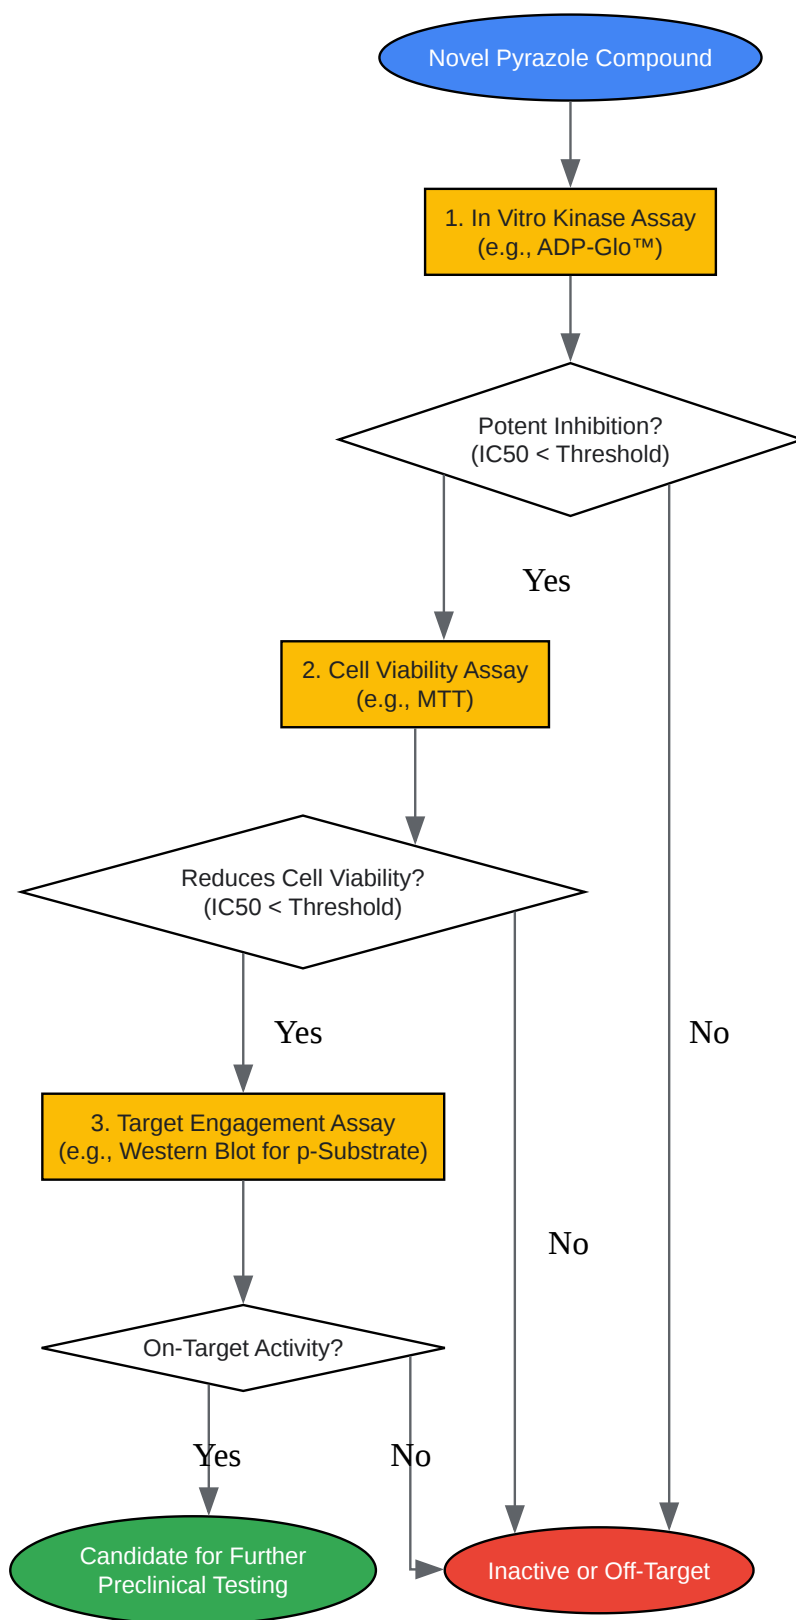 Novel Pyrazole Compound
1. In Vitro Kinase Assay
(e.g., ADP-Glo™)
Potent Inhibition?
(IC50 < Threshold)
Yes
2. Cell Viability Assay
(e.g., MTT)
Reduces Cell Viability?
(IC50 < Threshold)
Yes
No
3. Target Engagement Assay
(e.g., Western Blot for p-Substrate)
No
On-Target Activity?
Yes
No
Candidate for Further
Preclinical Testing
Inactive or Off-Target